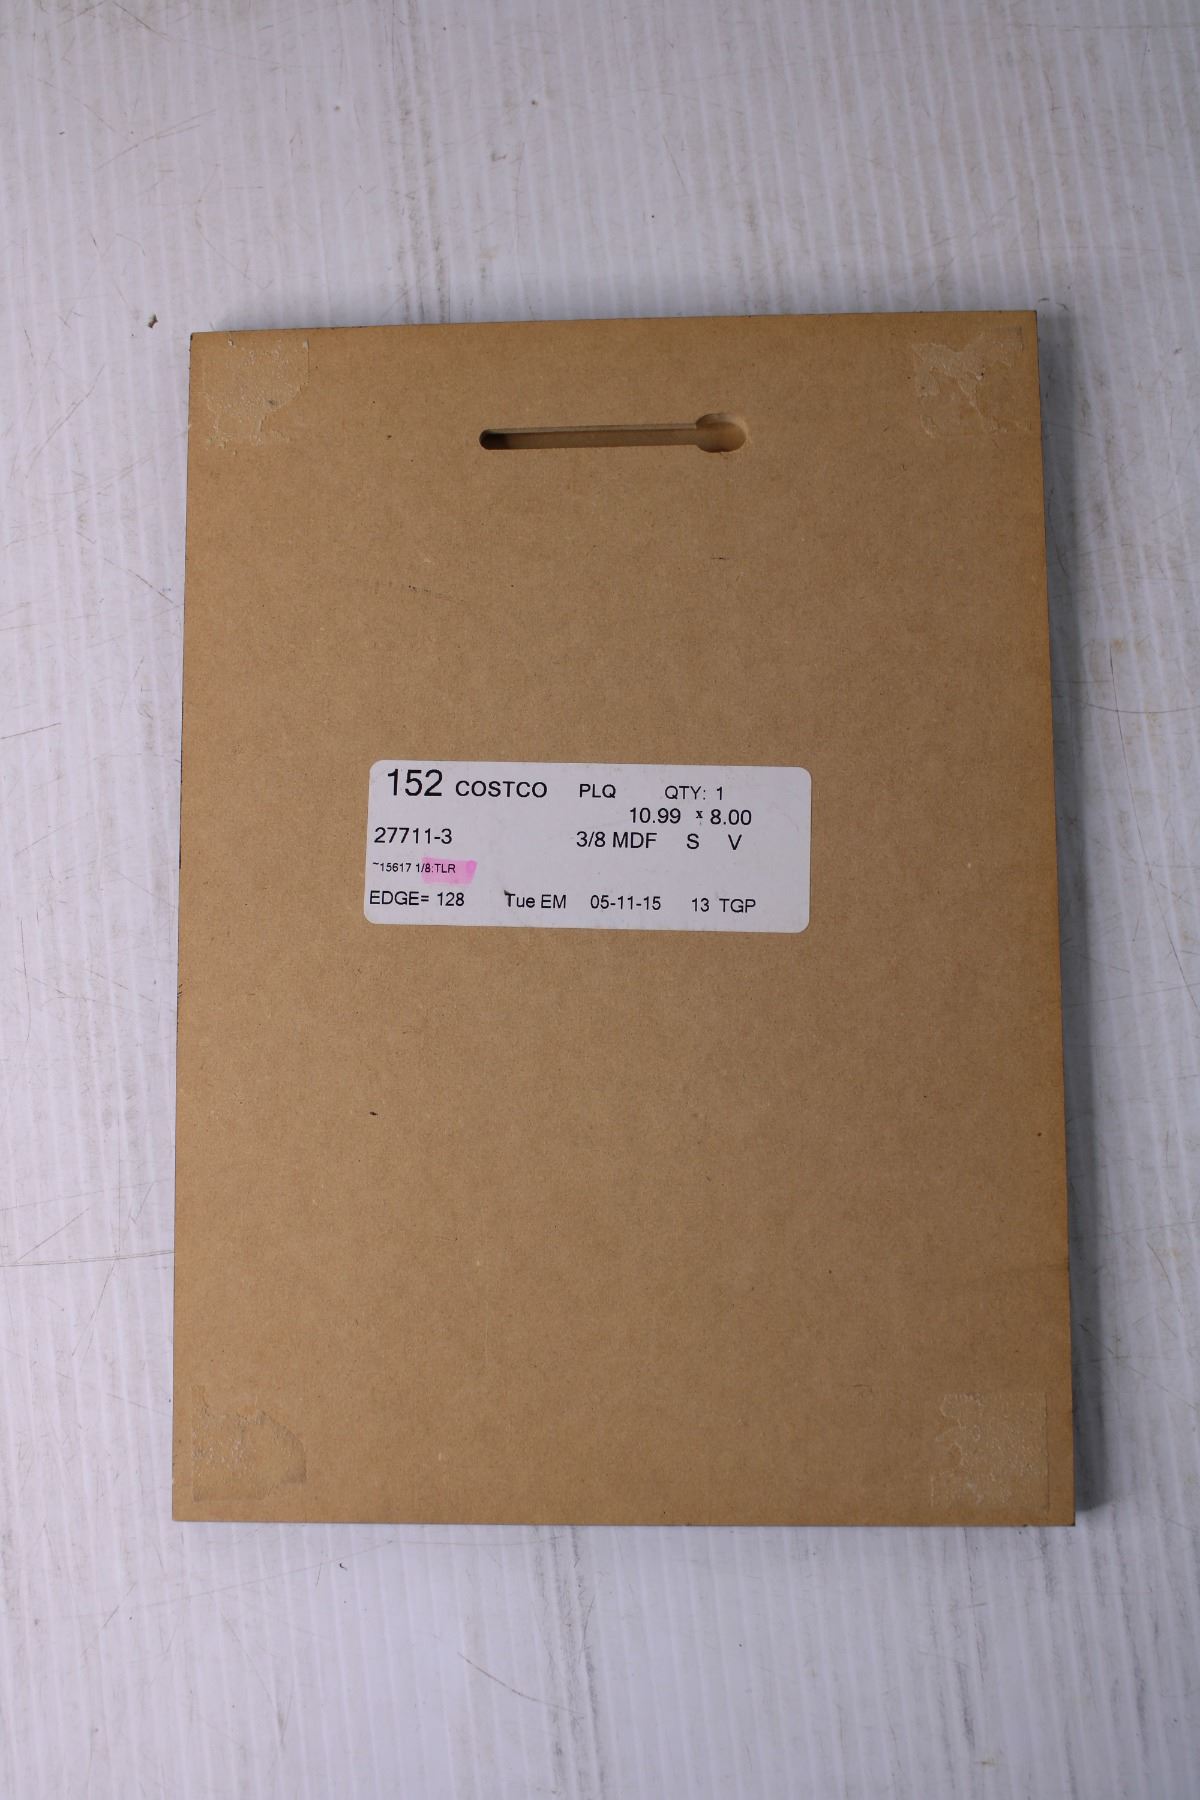 152 COSTCO PLQ QTY: 1
10.99 x 8.00
27711-3 3/8 MDF S V
~15617 1/8:TLR
EDGE= 128 Tue EM 05-11-15 13 TGP